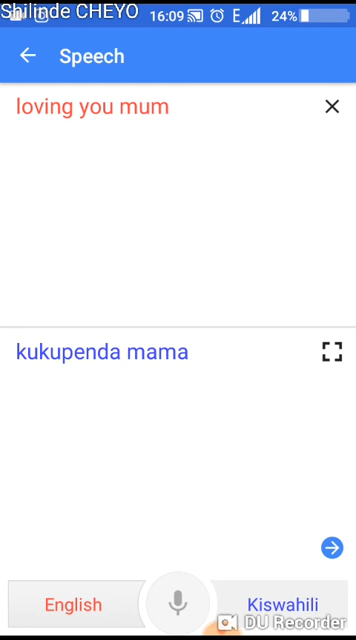 Shilinde CHEYO
16:09 E 24%
Speech
loving you mum
kukupenda mama
English
Kiswahili
DU Recorder